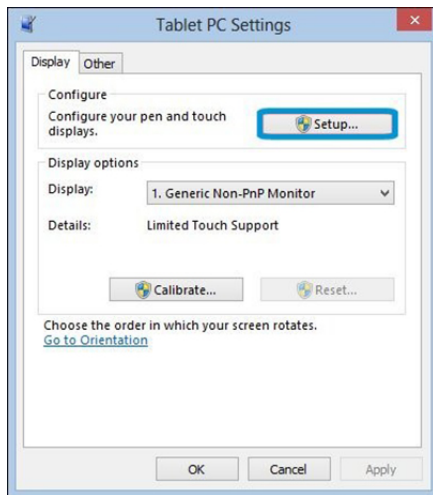 Tablet PC Settings
Display Other
Configure
Configure your pen and touch
displays.
Setup...
Display options
Display: 1. Generic Non-PnP Monitor
Details: Limited Touch Support
Calibrate... Reset...
Choose the order in which your screen rotates.
Go to Orientation
OK Cancel Apply